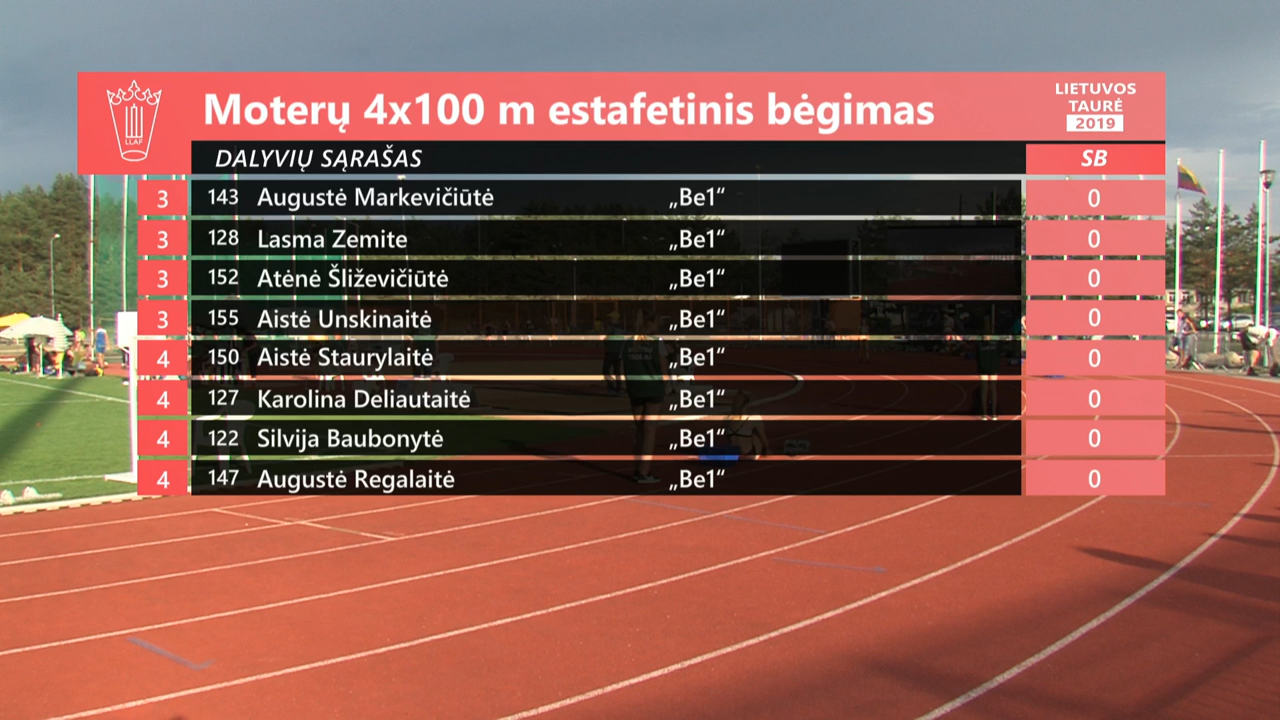 Moterų 4x100 m estafetinis bėgimas
LIETUVOS
TAURĖ
2019
LLAF
DALYVIŲ SĄRAŠAS SB
3 143 Augustė Markevičiūtė „Be1“ 0
3 128 Lasma Zemite „Be1“ 0
3 152 Atėnė Šliževičiūtė „Be1“ 0
3 155 Aistė Unskinaitė „Be1“ 0
4 150 Aistė Staurylaitė „Be1“ 0
4 127 Karolina Deliautaitė „Be1“ 0
4 122 Silvija Baubonytė „Be1“ 0
4 147 Augustė Regalaitė „Be1“ 0